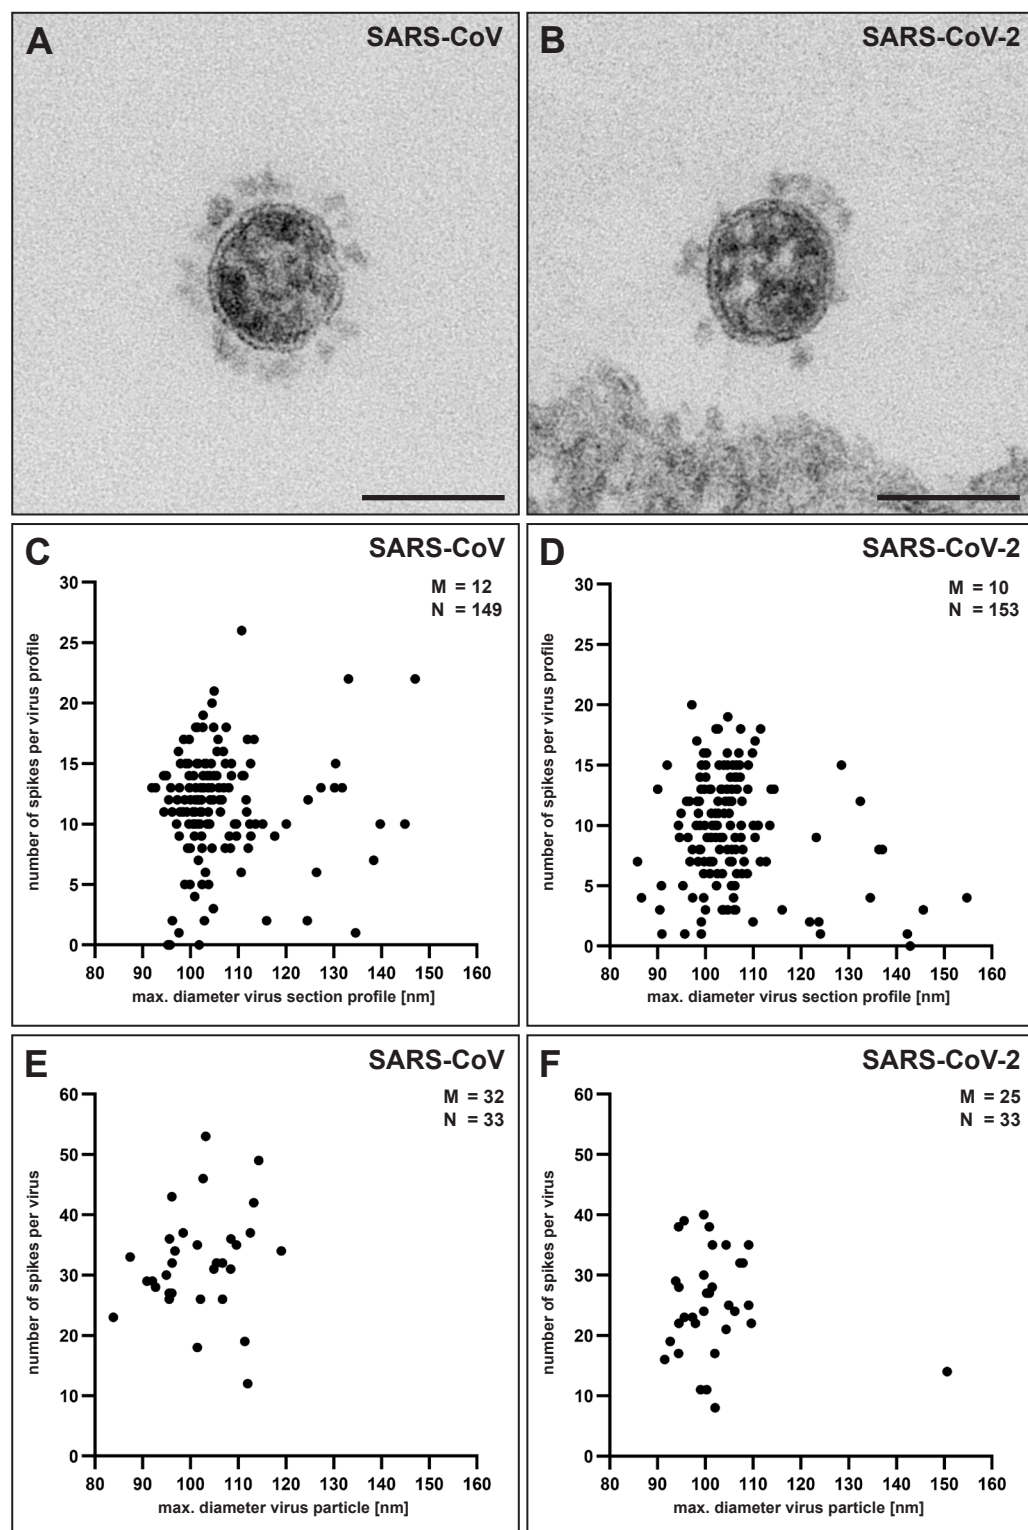 A
SARS-CoV
B
SARS-CoV-2
C
SARS-CoV
M = 12
N = 149
30
25
20
15
10
5
0
number of spikes per virus profile
80 90 100 110 120 130 140 150 160
max. diameter virus section profile [nm]
D
SARS-CoV-2
M = 10
N = 153
30
25
20
15
10
5
0
number of spikes per virus profile
80 90 100 110 120 130 140 150 160
max. diameter virus section profile [nm]
E
SARS-CoV
M = 32
N = 33
60
50
40
30
20
10
0
number of spikes per virus
80 90 100 110 120 130 140 150 160
max. diameter virus particle [nm]
F
SARS-CoV-2
M = 25
N = 33
60
50
40
30
20
10
0
number of spikes per virus
80 90 100 110 120 130 140 150 160
max. diameter virus particle [nm]